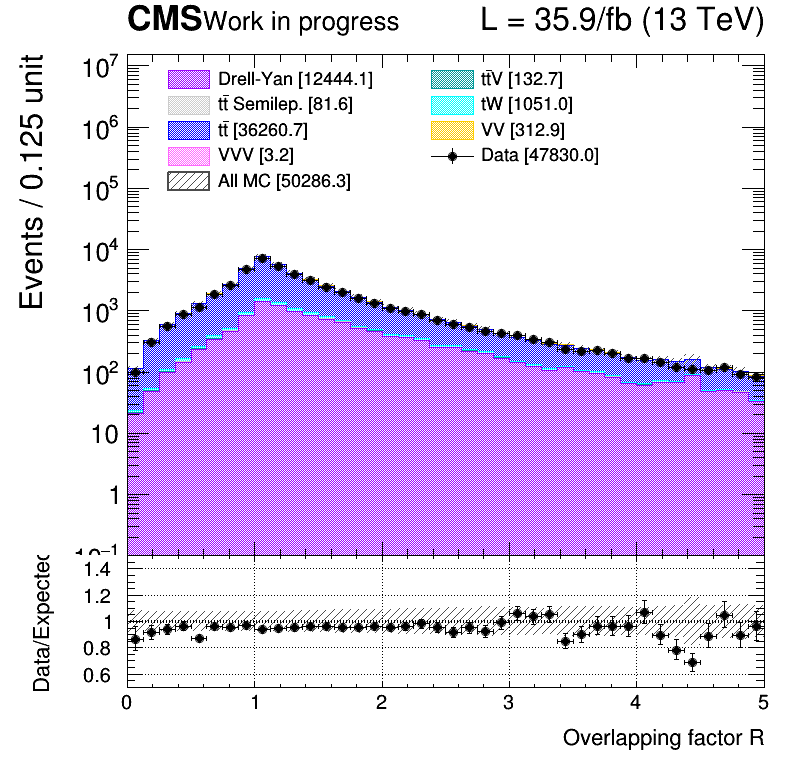 CMS Work in progress L = 35.9/fb (13 TeV)
Events / 0.125 unit
10⁷
10⁶
10⁵
10⁴
10³
10²
10
1
10⁻¹
Drell-Yan [12444.1]
tt̄ Semilep. [81.6]
tt̄ [36260.7]
VVV [3.2]
All MC [50286.3]
tt̄V [132.7]
tW [1051.0]
VV [312.9]
Data [47830.0]
Data/Expected
1.4
1.2
1
0.8
0.6
0 1 2 3 4 5
Overlapping factor R